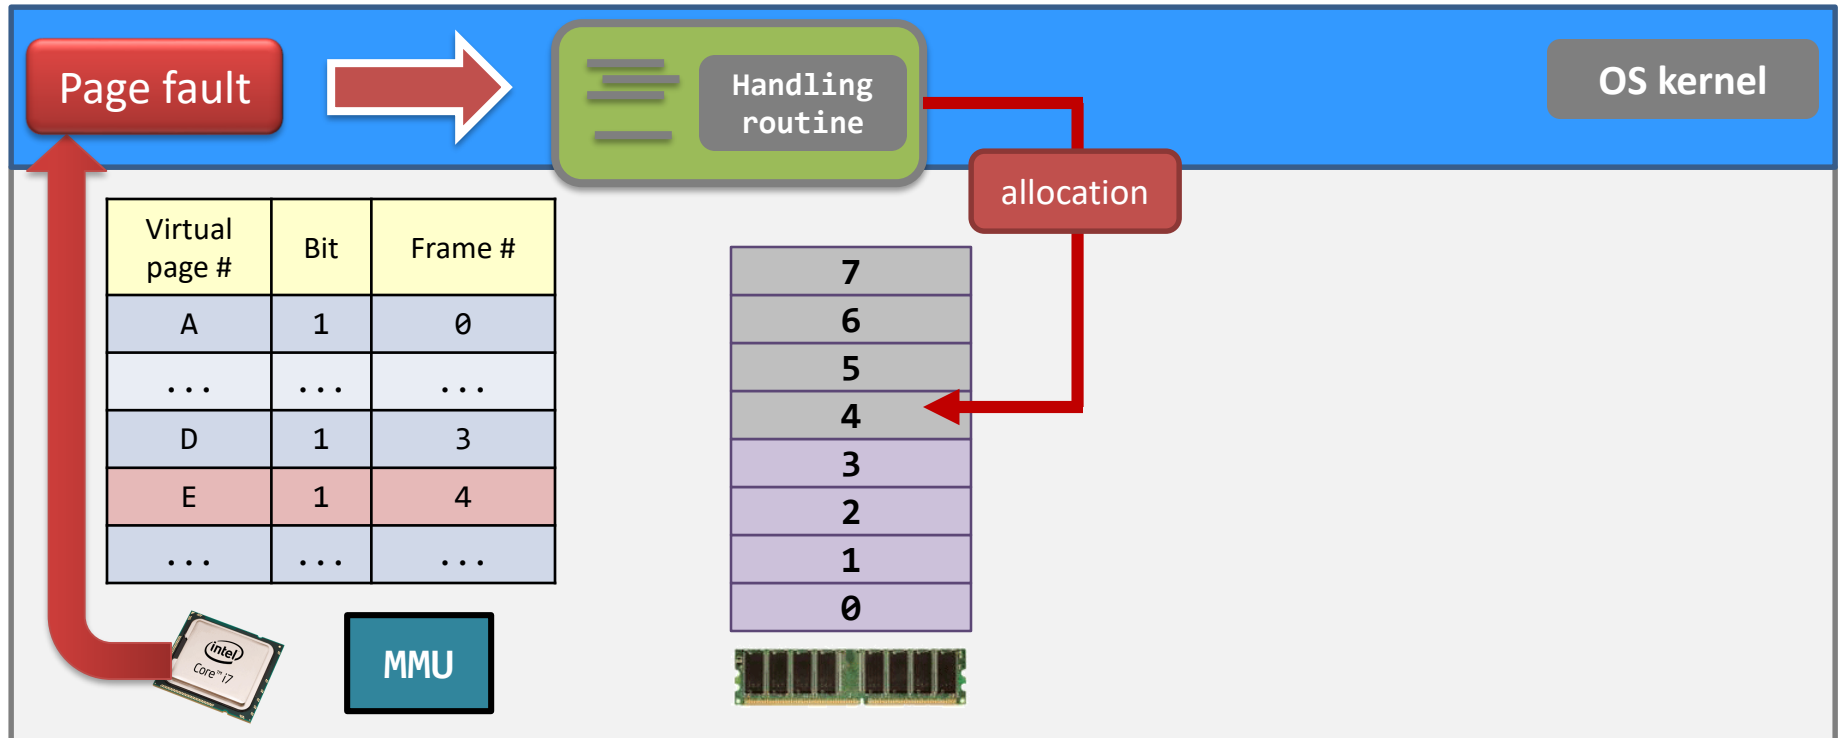 Page fault
Handling
routine
OS kernel
allocation
Virtual
page #
Bit
Frame #
A 1 0
... ... ...
D 1 3
E 1 4
... ... ...
7
6
5
4
3
2
1
0
intel
Core™ i7
MMU